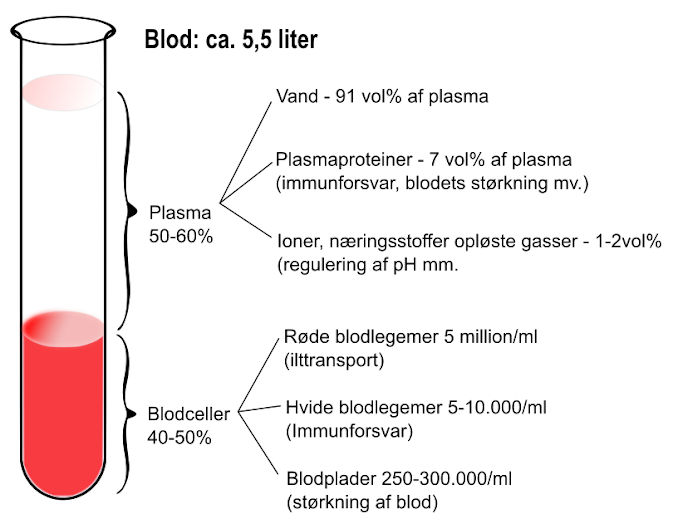 Blod: ca. 5,5 liter
Vand - 91 vol% af plasma
Plasmaproteiner - 7 vol% af plasma
(immunforsvar, blodets størkning mv.)
Plasma
50-60%
Ioner, næringsstoffer opløste gasser - 1-2vol%
(regulering af pH mm.
Røde blodlegemer 5 million/ml
(ilttransport)
Blodceller
40-50%
Hvide blodlegemer 5-10.000/ml
(Immunforsvar)
Blodplader 250-300.000/ml
(størkning af blod)